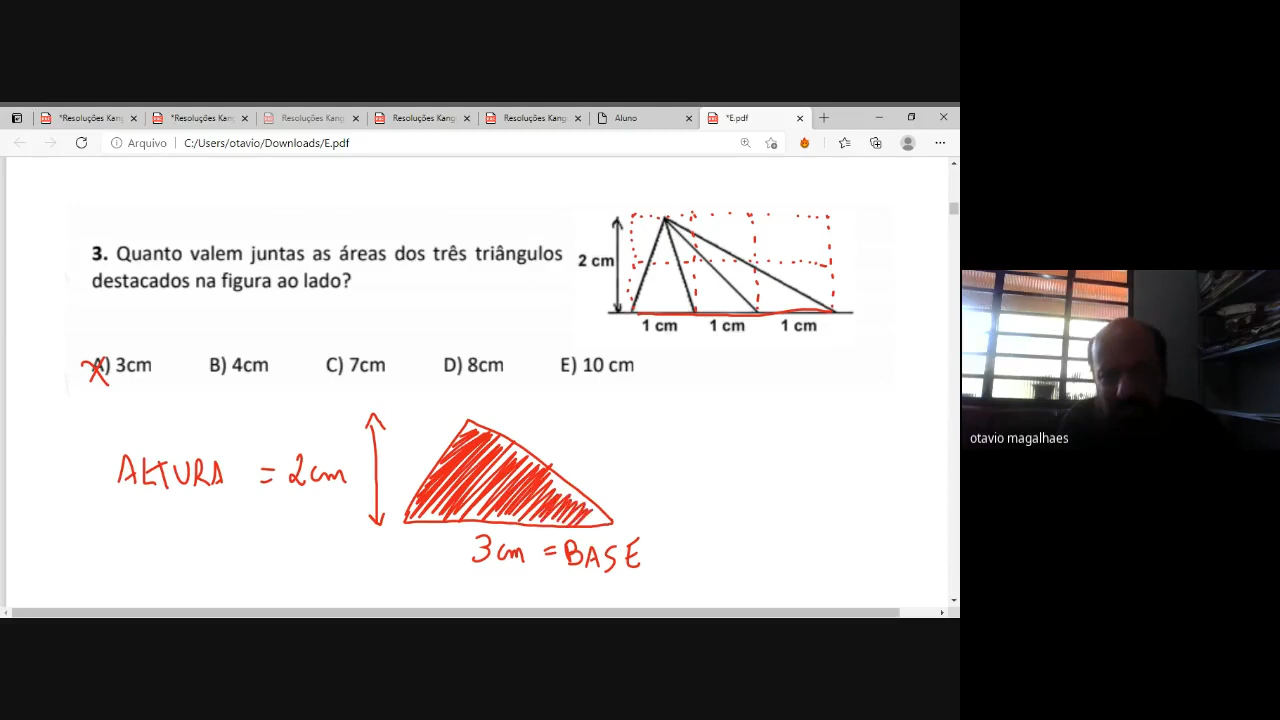 *Resoluções Kang
*Resoluções Kang
Resoluções Kang
Resoluções Kang
Resoluções Kang
Aluno
*E.pdf
Arquivo
C:/Users/otavio/Downloads/E.pdf
3. Quanto valem juntas as áreas dos três triângulos
destacados na figura ao lado?
2 cm
1 cm 1 cm 1 cm
A) 3cm B) 4cm C) 7cm D) 8cm E) 10 cm
ALTURA = 2cm
3cm = BASE
otavio magalhaes